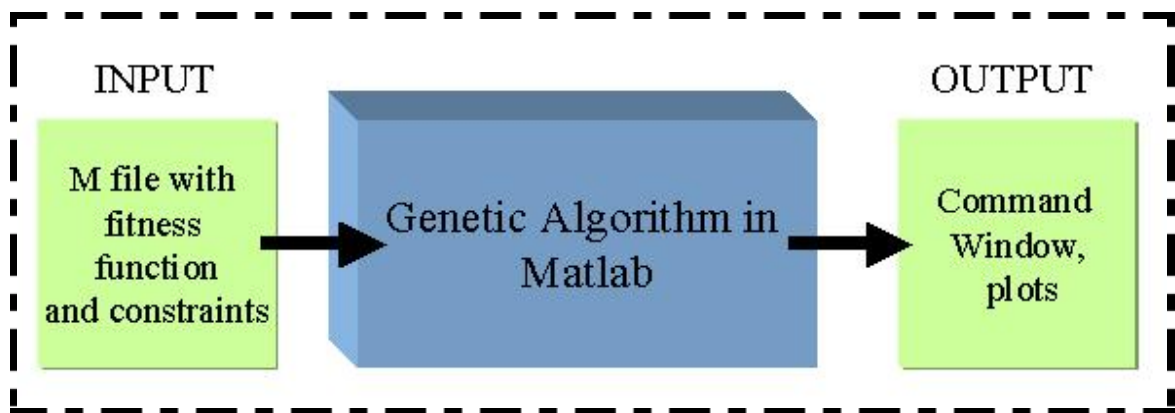 INPUT
M file with
fitness
function
and constraints
Genetic Algorithm in
Matlab
OUTPUT
Command
Window,
plots